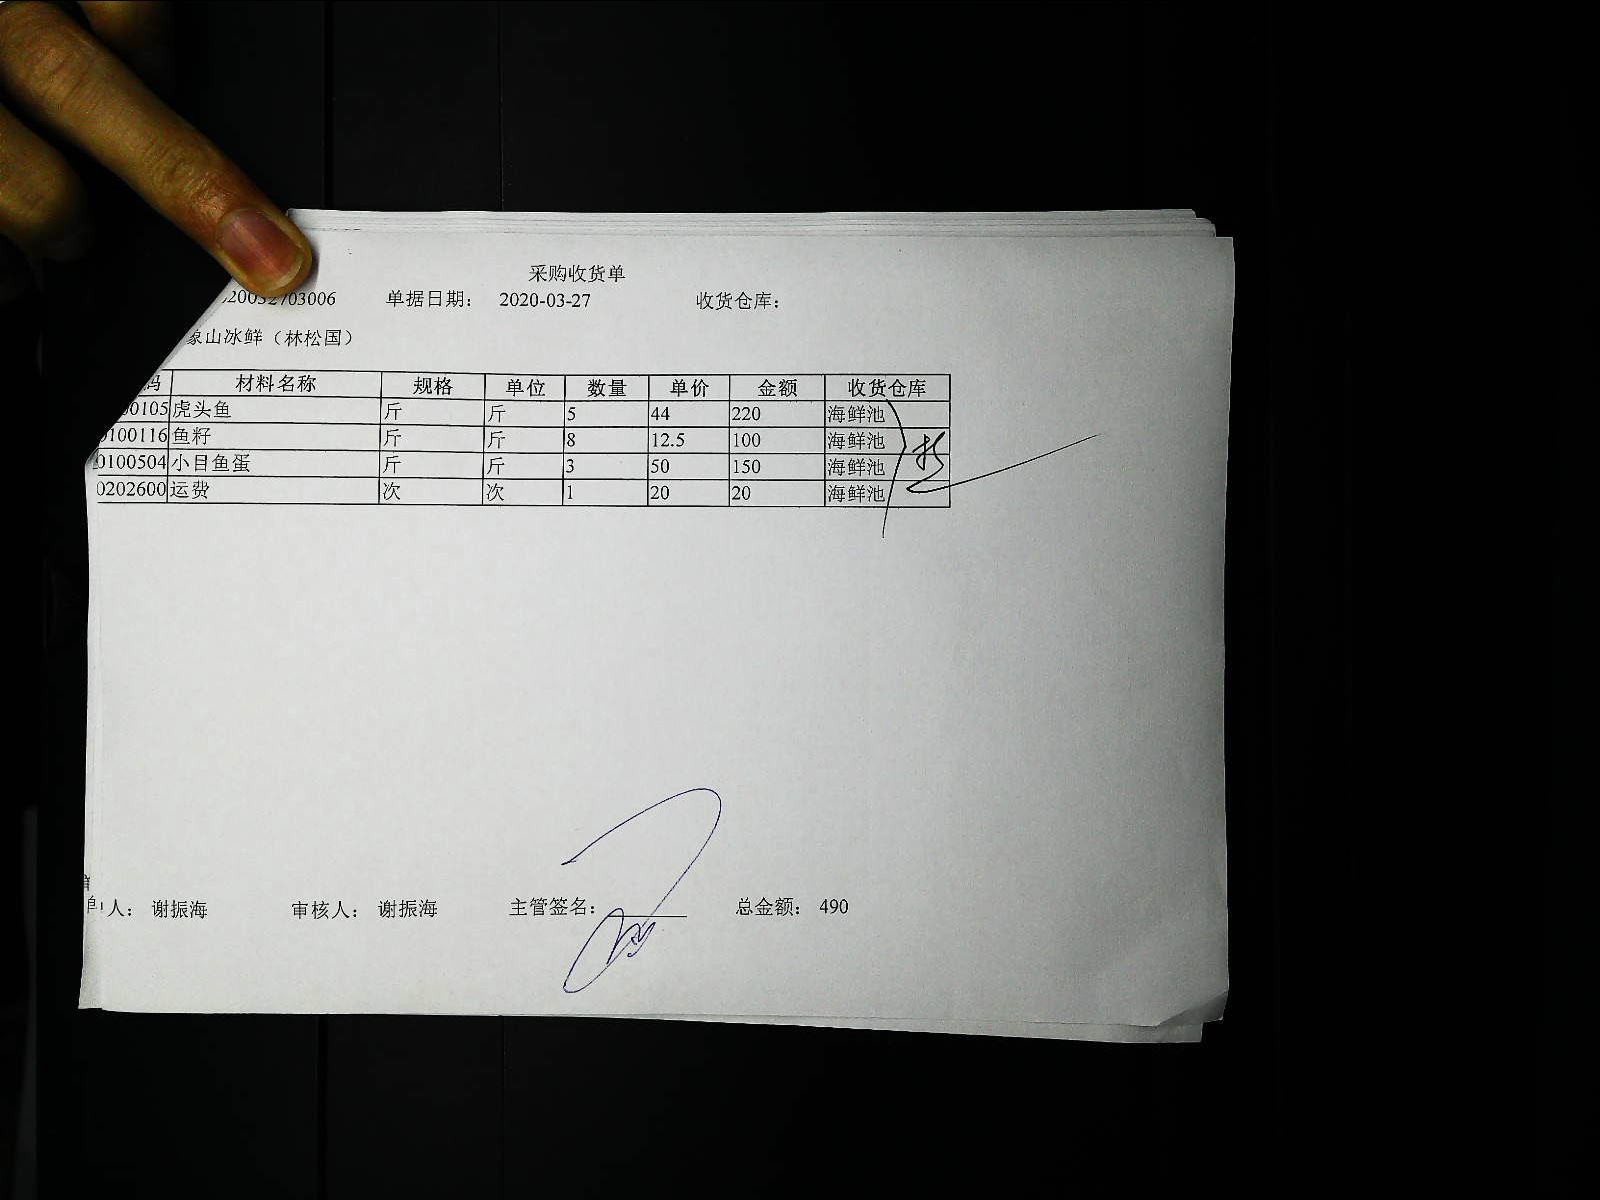 采购收货单
20032703006 单据日期： 2020-03-27 收货仓库：
象山冰鲜（林松国）
码 材料名称 规格 单位 数量 单价 金额 收货仓库
00105 虎头鱼 斤 斤 5 44 220 海鲜池
0100116 鱼籽 斤 斤 8 12.5 100 海鲜池
0100504 小目鱼蛋 斤 斤 3 50 150 海鲜池
0202600 运费 次 次 1 20 20 海鲜池
人： 谢振海 审核人： 谢振海 主管签名： 总金额： 490